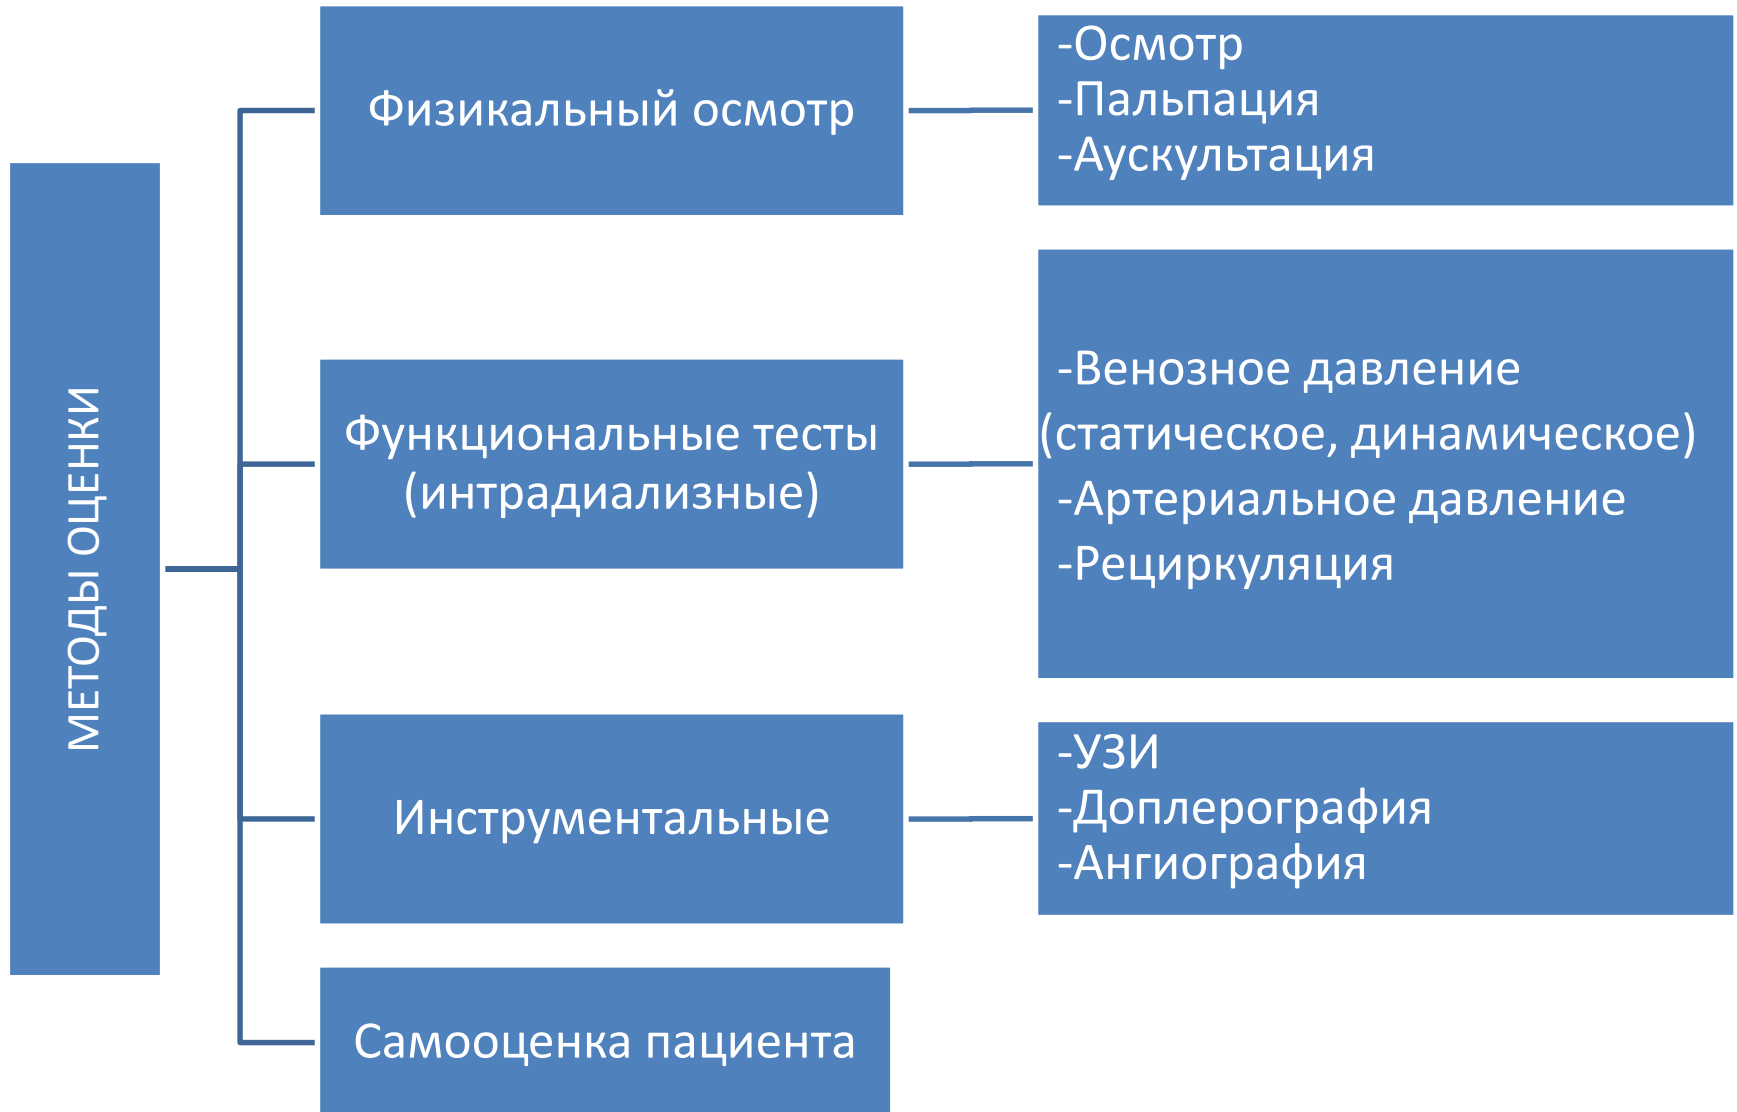 МЕТОДЫ ОЦЕНКИ
Физикальный осмотр
-Осмотр
-Пальпация
-Аускультация
Функциональные тесты
(интрадиализные)
-Венозное давление
(статическое, динамическое)
-Артериальное давление
-Рециркуляция
Инструментальные
-УЗИ
-Доплерография
-Ангиография
Самооценка пациента